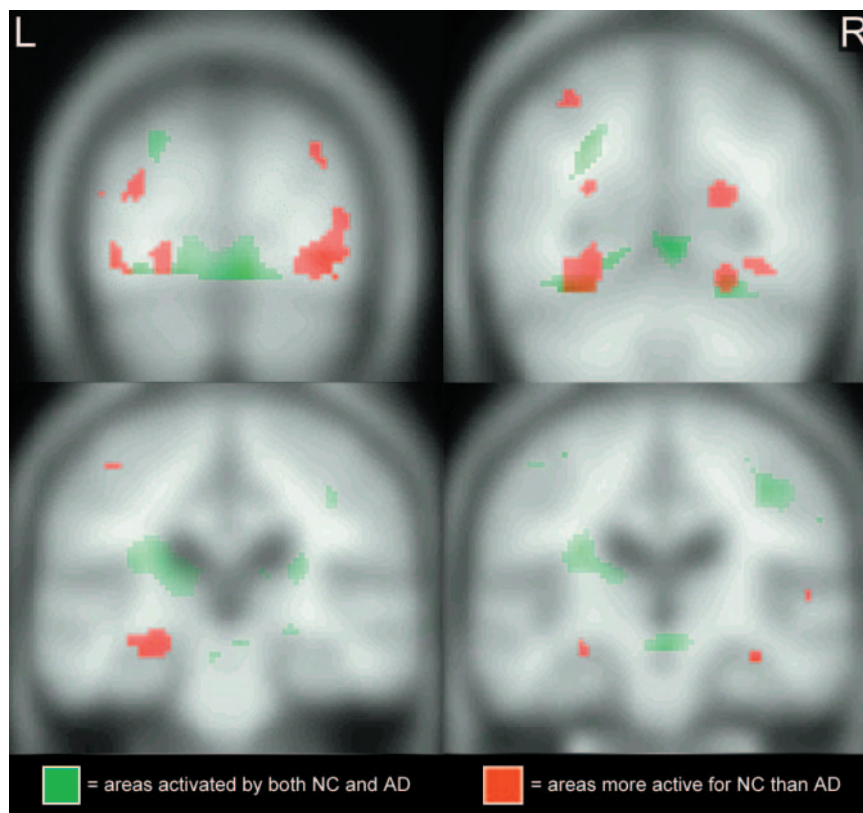 L
R
= areas activated by both NC and AD
= areas more active for NC than AD